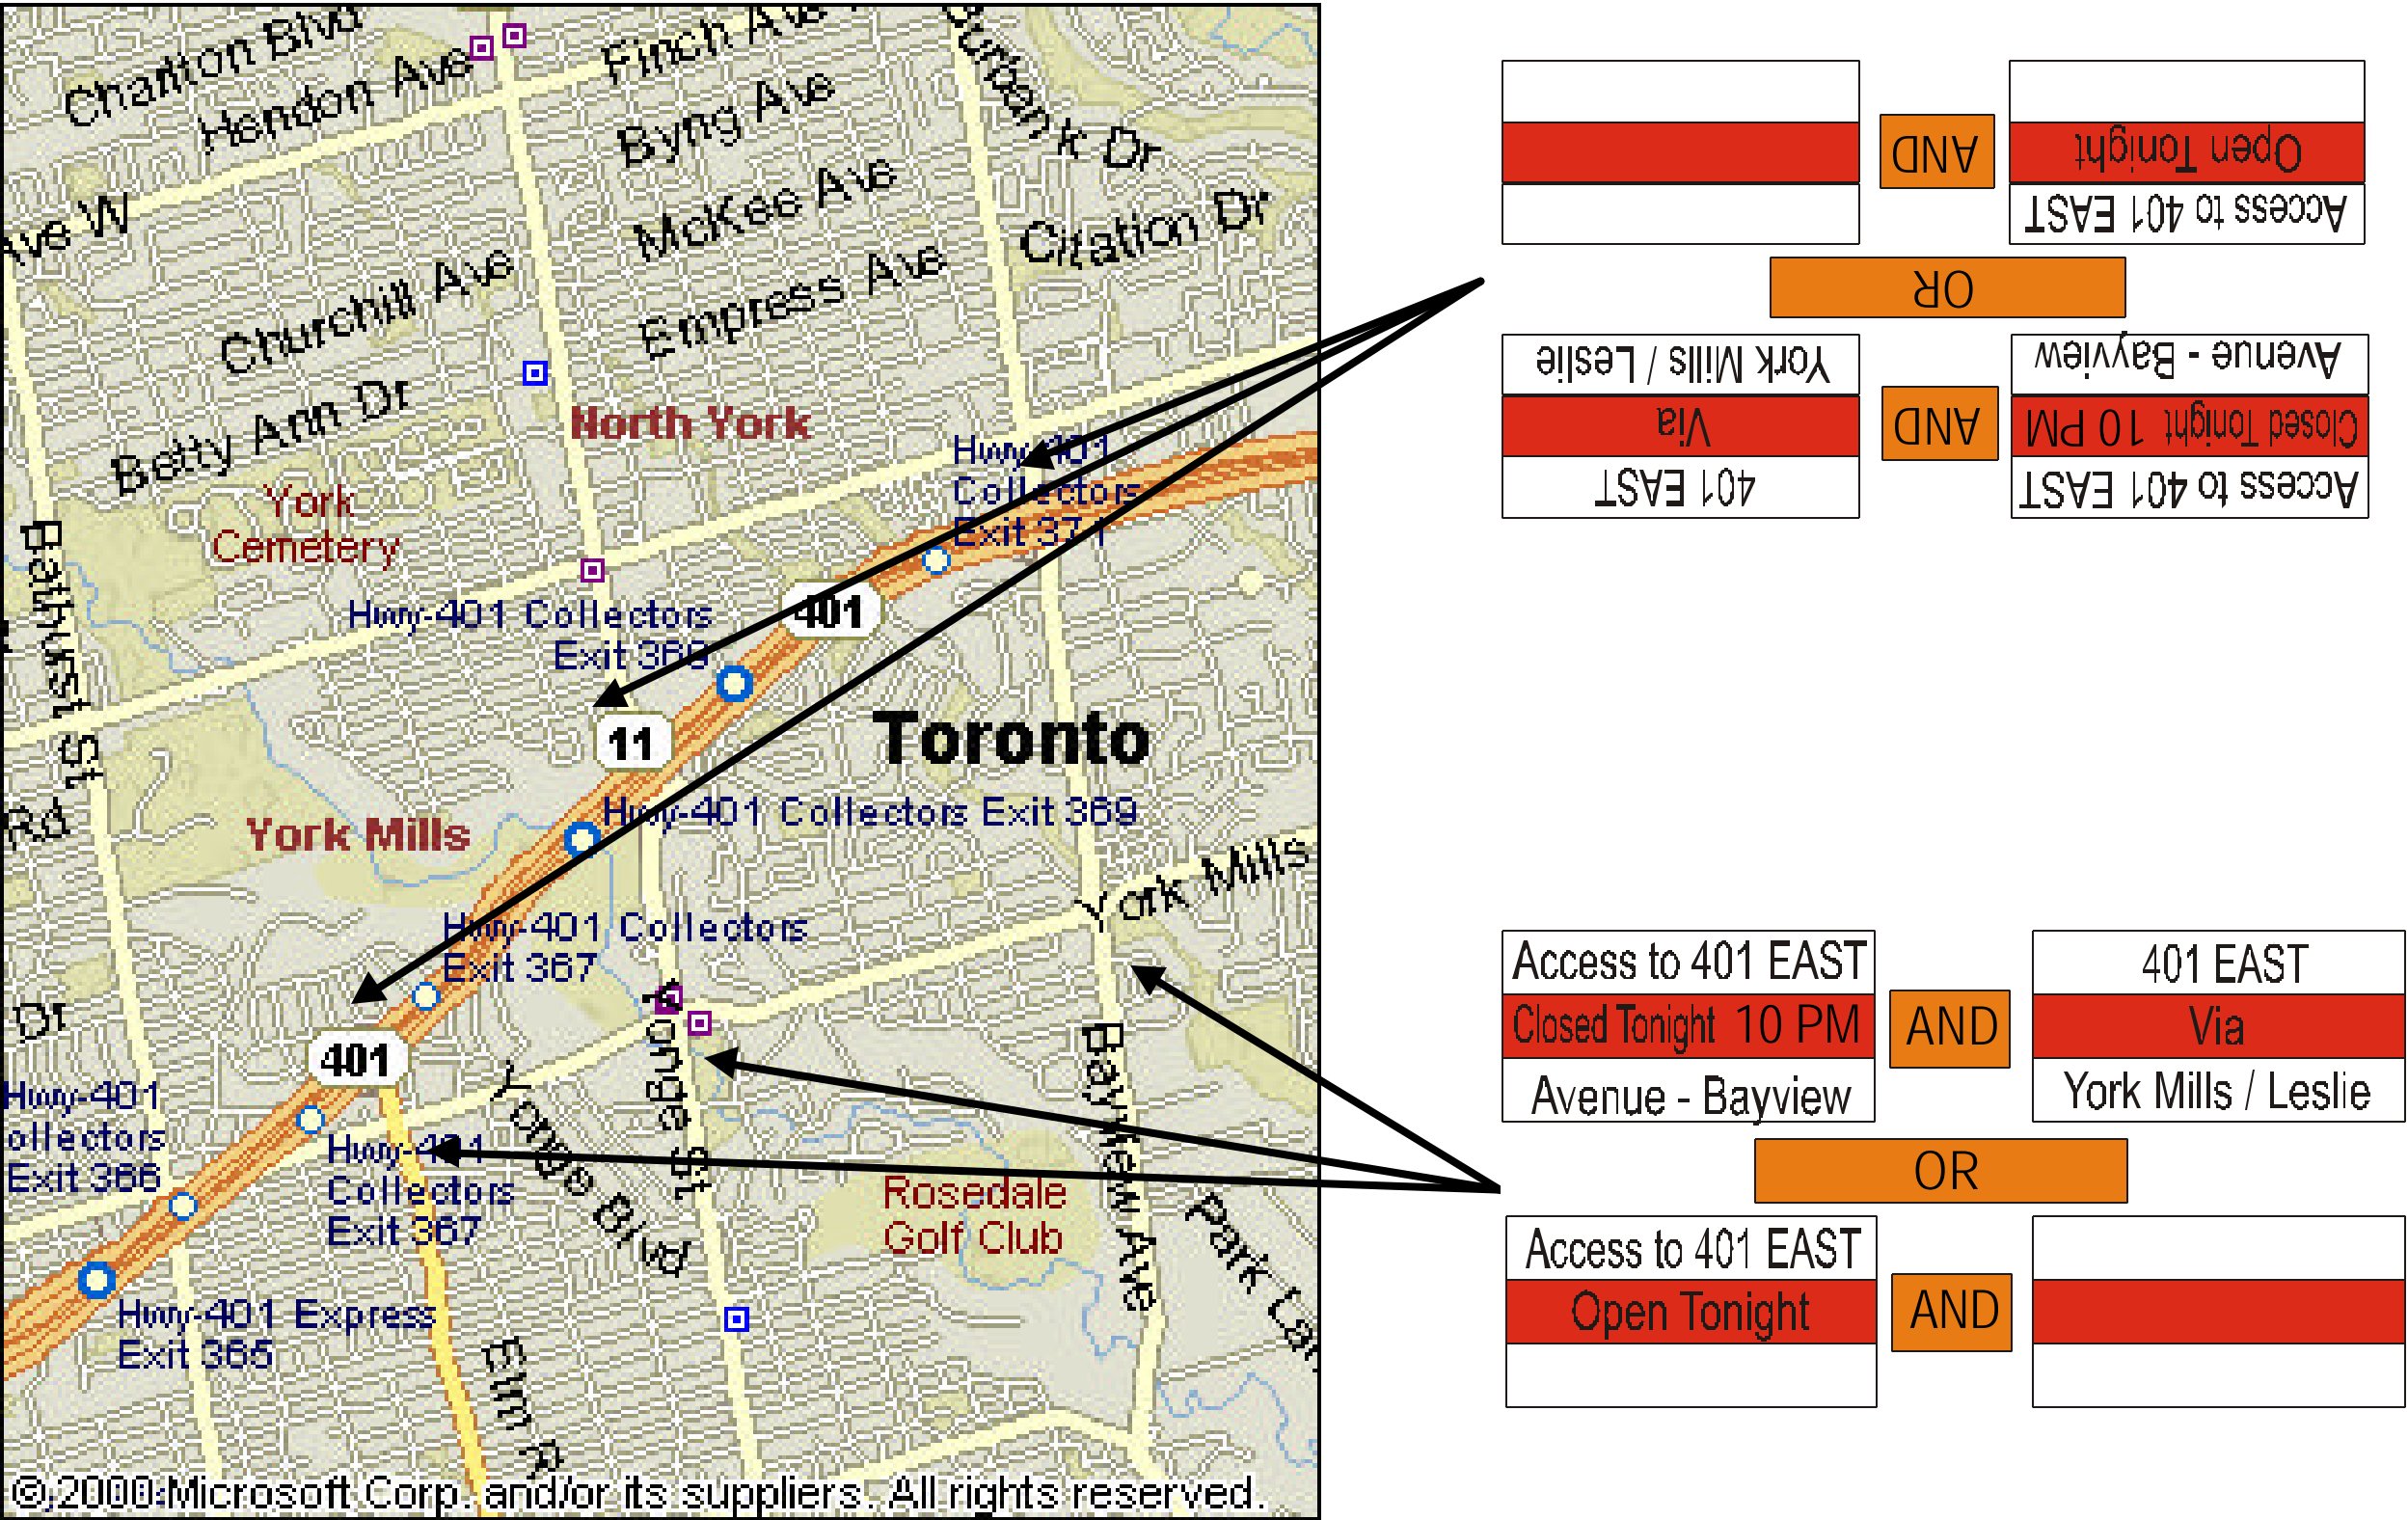 Charlton Blvd
Hendon Ave
Finch Ave
Byng Ave
McKee Ave
Citation Dr
Ave W
Churchill Ave
Empress Ave
Betty Ann Dr
North York
York
Cemetery
Bathurst St
Hwy-401
Collectors
Exit 371
Hwy-401 Collectors
Exit 369
401
11
Toronto
York Mills
Hwy-401 Collectors Exit 369
Rd
York Mills
Hwy-401 Collectors
Exit 367
Dr
401
Yonge St
Bayview Ave
Hwy-401
ollectors
Exit 366
Hwy-401
Collectors
Exit 367
Yonge Blvd
Rosedale
Golf Club
Park La
Hwy-401 Express
Exit 365
Elm R
© 2000 Microsoft Corp. and/or its suppliers. All rights reserved.
Access to 401 EAST
Open Tonight
AND
OR
Access to 401 EAST
Closed Tonight 10 PM
Avenue - Bayview
AND
401 EAST
Via
York Mills / Leslie
Access to 401 EAST
Closed Tonight 10 PM
Avenue - Bayview
AND
401 EAST
Via
York Mills / Leslie
OR
Access to 401 EAST
Open Tonight
AND